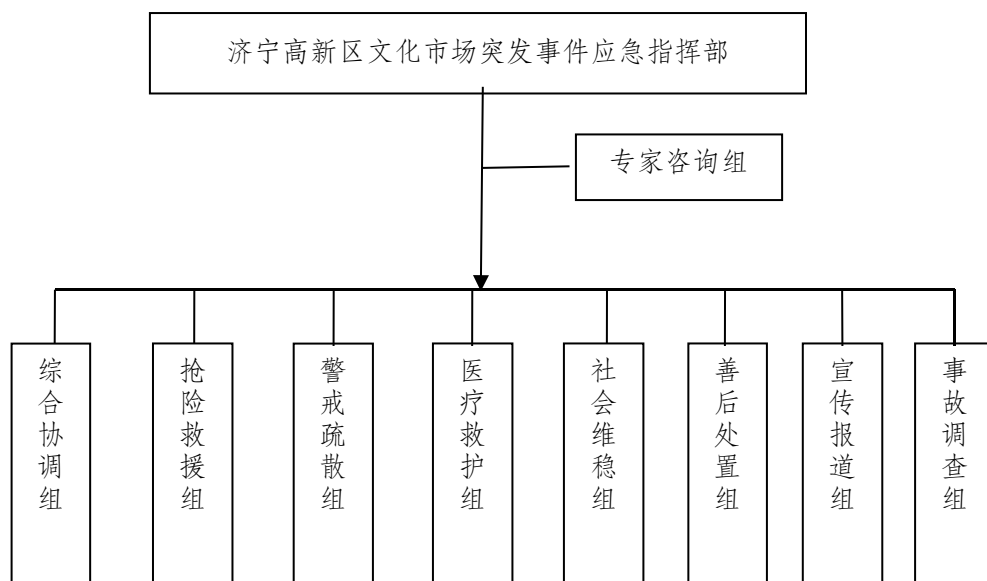 济宁高新区文化市场突发事件应急指挥部
专家咨询组
综合协调组
抢险救援组
警戒疏散组
医疗救护组
社会维稳组
善后处置组
宣传报道组
事故调查组